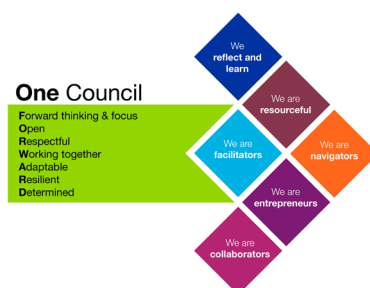 One Council
Forward thinking & focus
Open
Respectful
Working together
Adaptable
Resilient
Determined
We
reflect and
learn
We are
resourceful
We are
facilitators
We are
navigators
We are
entrepreneurs
We are
collaborators